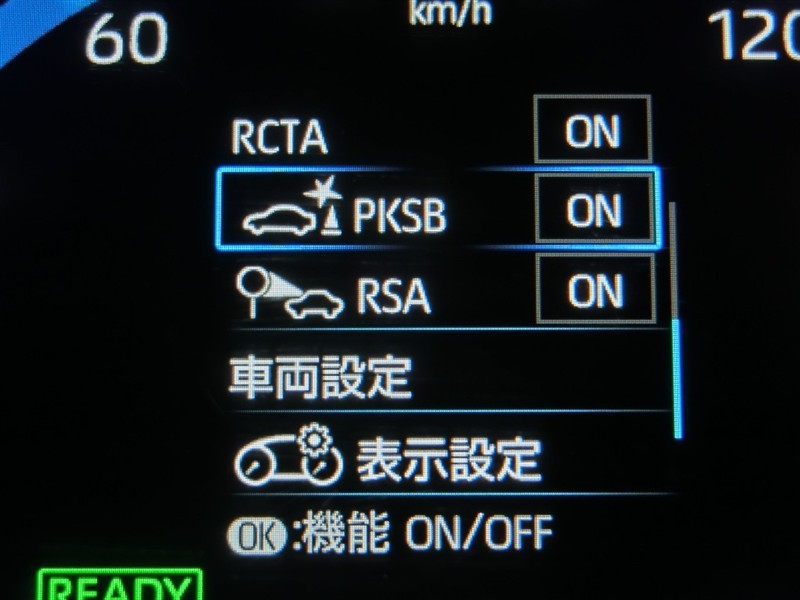 km/h
60 120
RCTA ON
PKSB ON
RSA ON
車両設定
表示設定
OK:機能 ON/OFF
READY